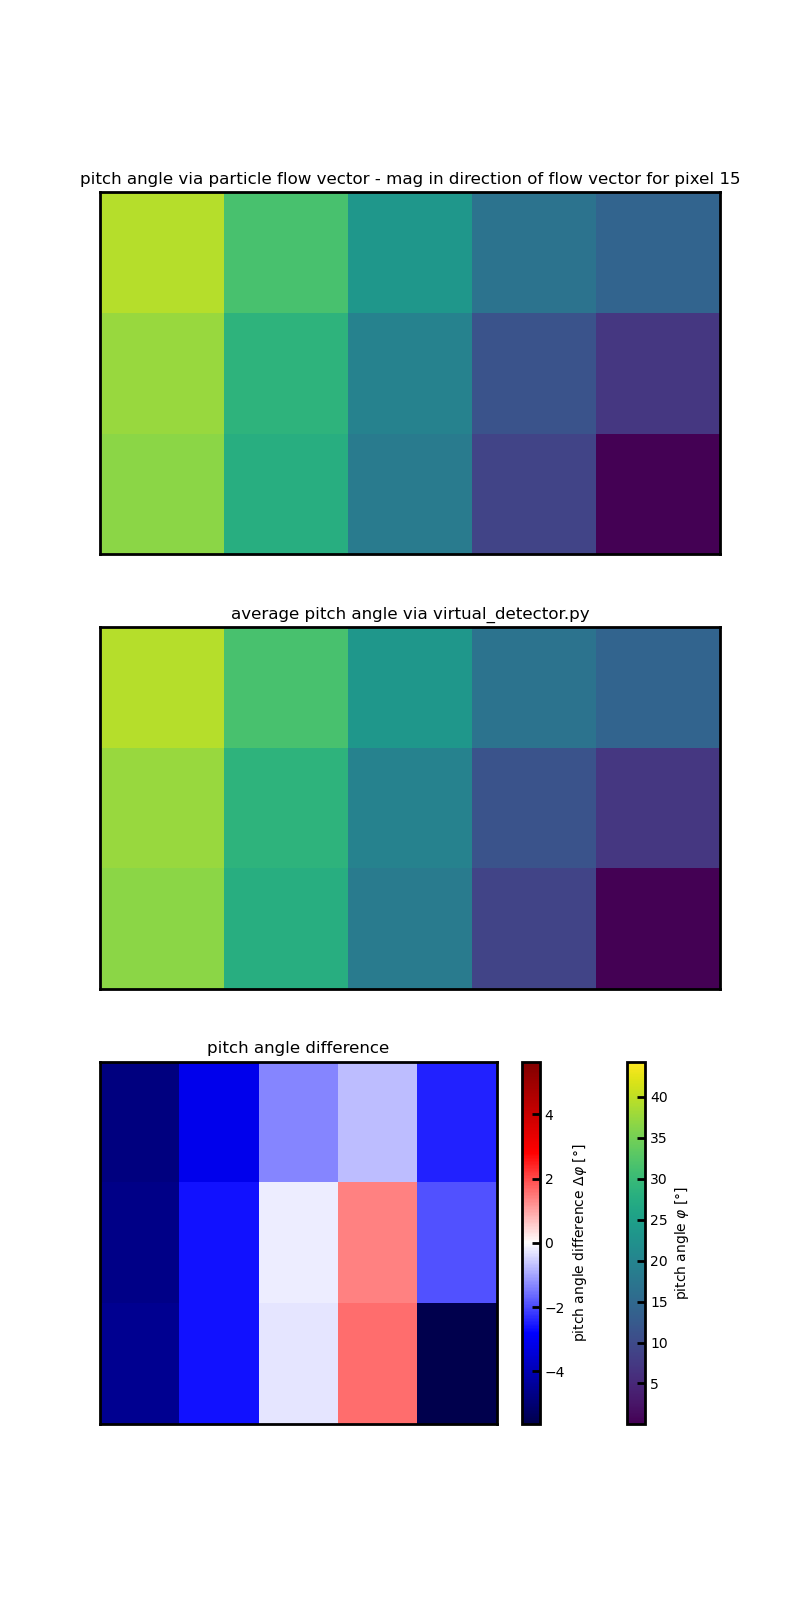 pitch angle via particle flow vector - mag in direction of flow vector for pixel 15
average pitch angle via virtual_detector.py
pitch angle difference
4
2
0
−2
−4
pitch angle difference Δφ [°]
40
35
30
25
20
15
10
5
pitch angle φ [°]